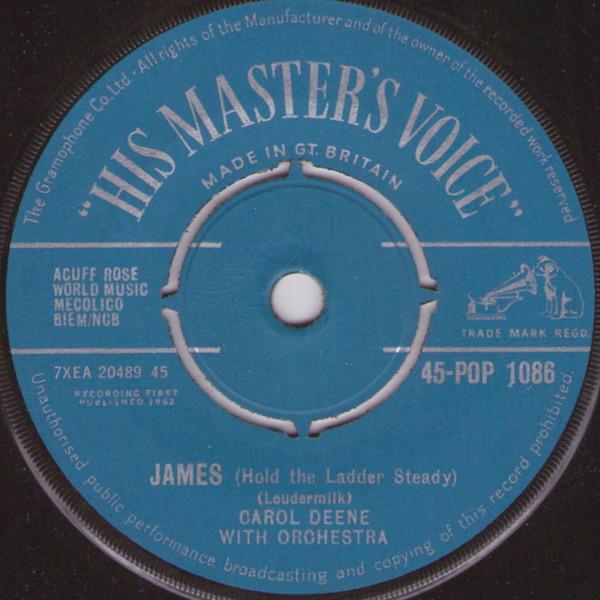 The Gramophone Co. Ltd · All rights of the Manufacturer and of the owner of the recorded work reserved
"HIS MASTER'S VOICE"
MADE IN GT. BRITAIN
ACUFF ROSE
WORLD MUSIC
MECOLICO
BIEM/NCB
TRADE MARK REGD.
7XEA 20489 45
45-POP 1086
RECORDING FIRST
PUBLISHED 1962
JAMES (Hold the Ladder Steady)
(Loudermilk)
CAROL DEENE
WITH ORCHESTRA
Unauthorised public performance broadcasting and copying of this record prohibited.